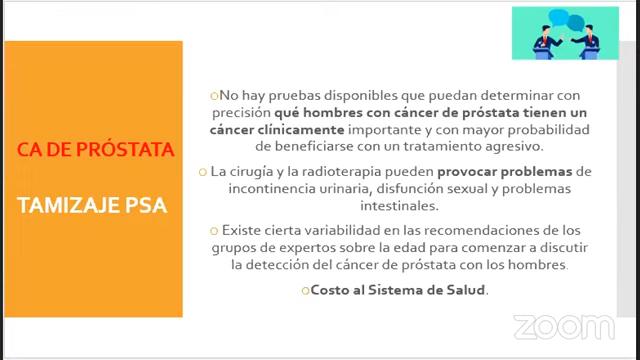 CA DE PRÓSTATA
TAMIZAJE PSA
No hay pruebas disponibles que puedan determinar con
precisión qué hombres con cáncer de próstata tienen un
cáncer clínicamente importante y con mayor probabilidad
de beneficiarse con un tratamiento agresivo.
La cirugía y la radioterapia pueden provocar problemas de
incontinencia urinaria, disfunción sexual y problemas
intestinales.
Existe cierta variabilidad en las recomendaciones de los
grupos de expertos sobre la edad para comenzar a discutir
la detección del cáncer de próstata con los hombres.
Costo al Sistema de Salud.
zoom